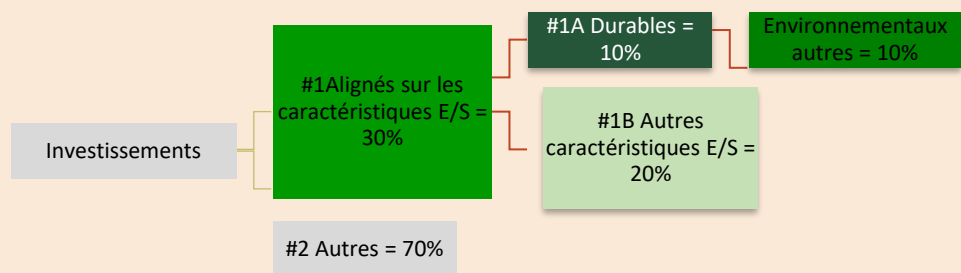 Investissements
#1Alignés sur les
caractéristiques E/S =
30%
#2 Autres = 70%
#1A Durables =
10%
#1B Autres
caractéristiques E/S =
20%
Environnementaux
autres = 10%